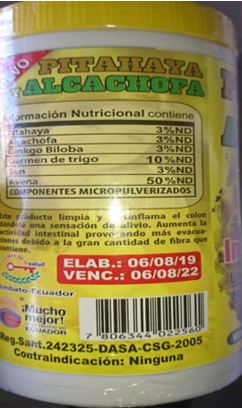 PITAHAYA
Y ALCACHOFA
Información Nutricional contiene
Pitahaya 3%ND
Alcachofa 3%ND
Ginkgo Biloba 3%ND
Germen de trigo 10%ND
Sen 3%ND
Avena 50%ND
COMPONENTES MICROPULVERIZADOS
Este producto limpia y desinflama el colon
dandole una sensación de alivio. Aumenta la
actividad intestinal provocando más evacua-
ciones debido a la gran cantidad de fibra que
contiene
ELAB.: 06/08/19
VENC.: 06/08/22
Ambato-Ecuador
¡Mucho
mejor!
ECUADOR
7 806344 022560
Reg.Sant.242325-DASA-CSG-2005
Contraindicación: Ninguna